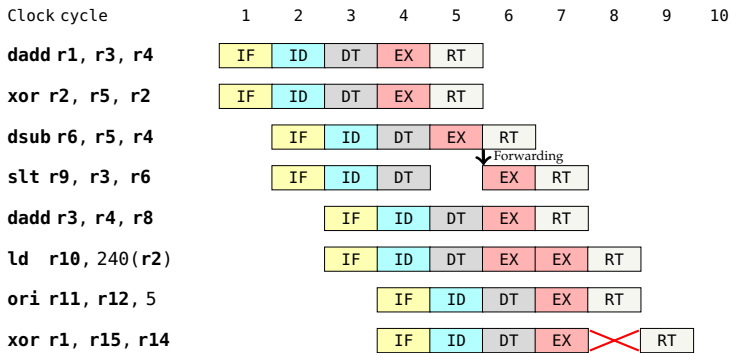 Clock cycle 1 2 3 4 5 6 7 8 9 10
dadd r1, r3, r4 IF ID DT EX RT
xor r2, r5, r2 IF ID DT EX RT
dsub r6, r5, r4 IF ID DT EX RT
Forwarding
slt r9, r3, r6 IF ID DT EX RT
dadd r3, r4, r8 IF ID DT EX RT
ld r10, 240(r2) IF ID DT EX EX RT
ori r11, r12, 5 IF ID DT EX RT
xor r1, r15, r14 IF ID DT EX RT